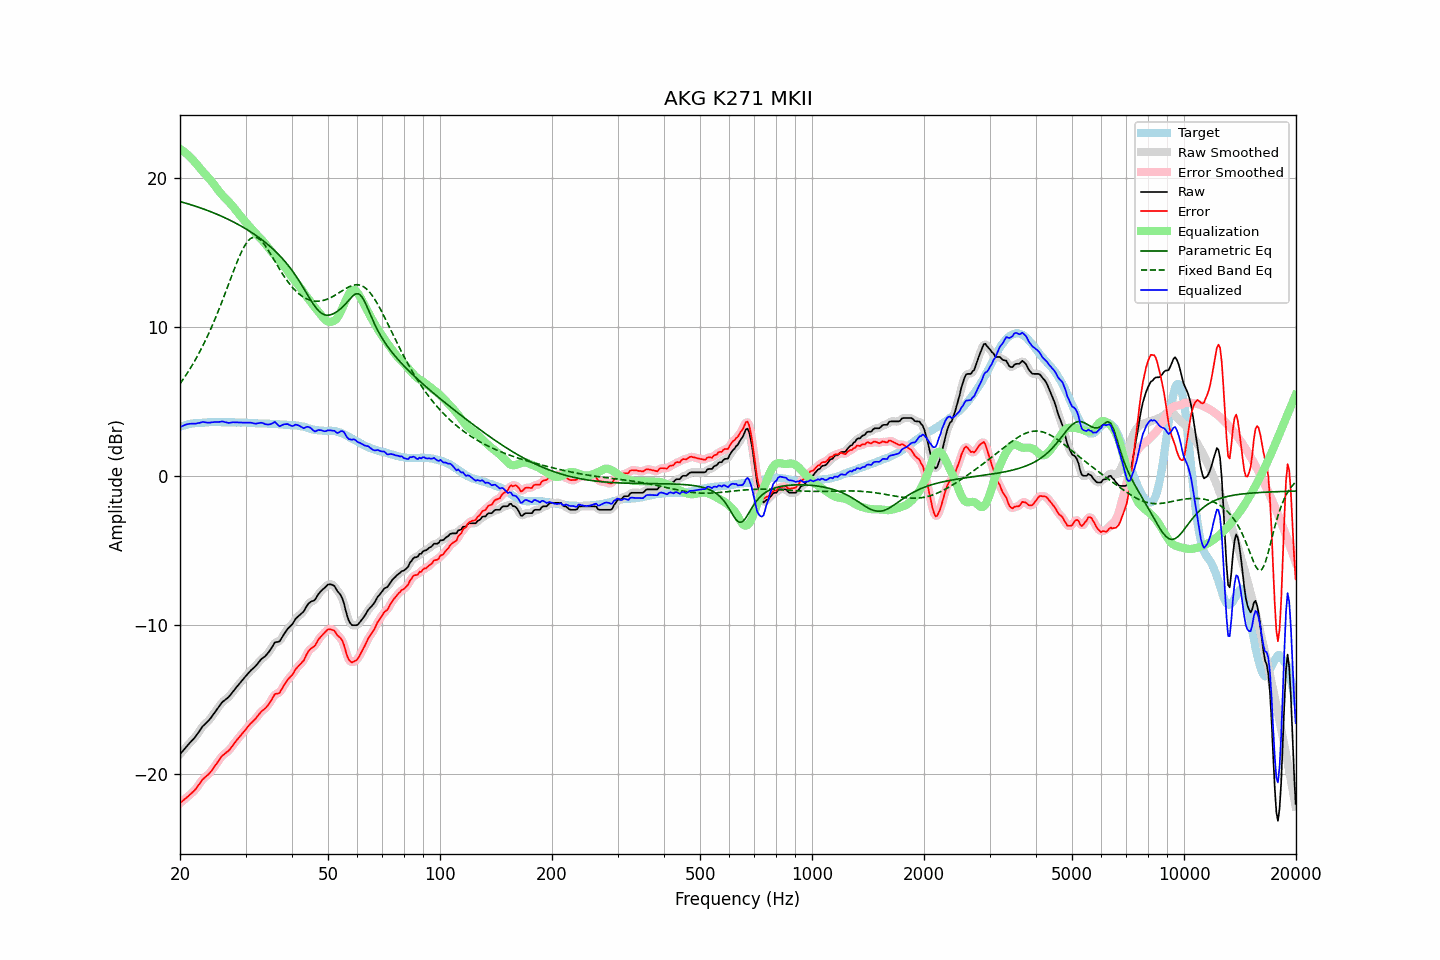 AKG K271 MKII
Target
Raw Smoothed
Error Smoothed
Raw
Error
Equalization
Parametric Eq
Fixed Band Eq
Equalized
20
10
0
−10
−20
Amplitude (dBr)
20
50
100
200
500
1000
2000
5000
10000
20000
Frequency (Hz)